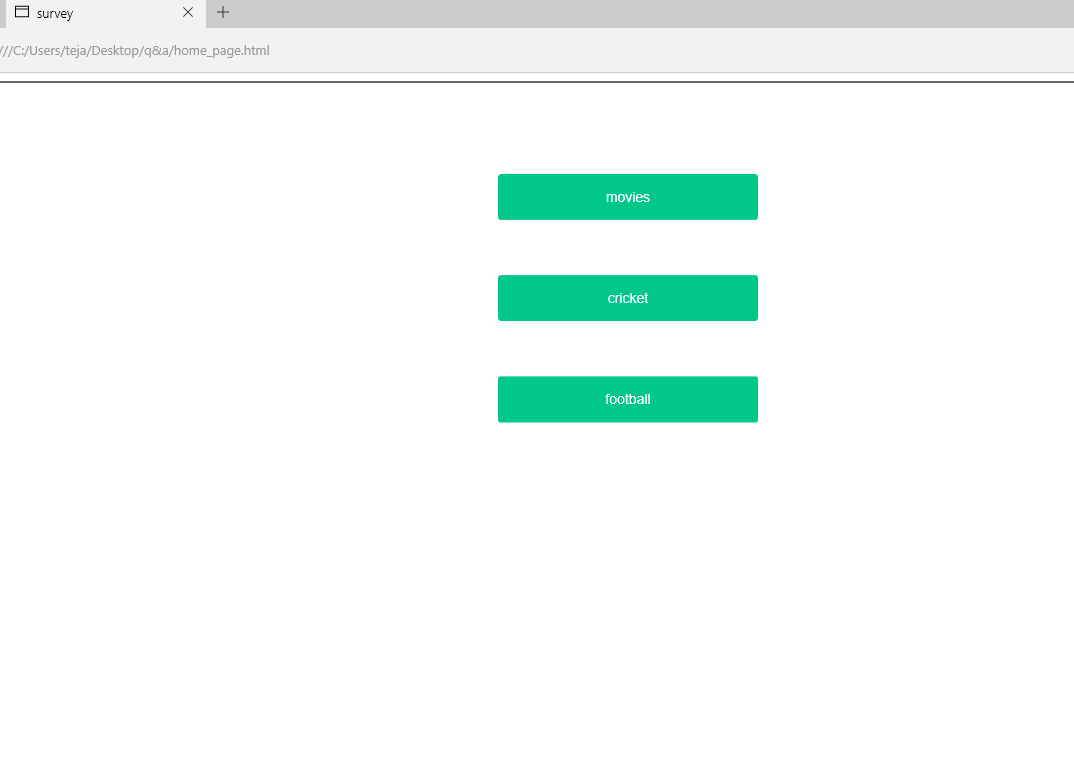 survey
///C:/Users/teja/Desktop/q&a/home_page.html
movies
cricket
football